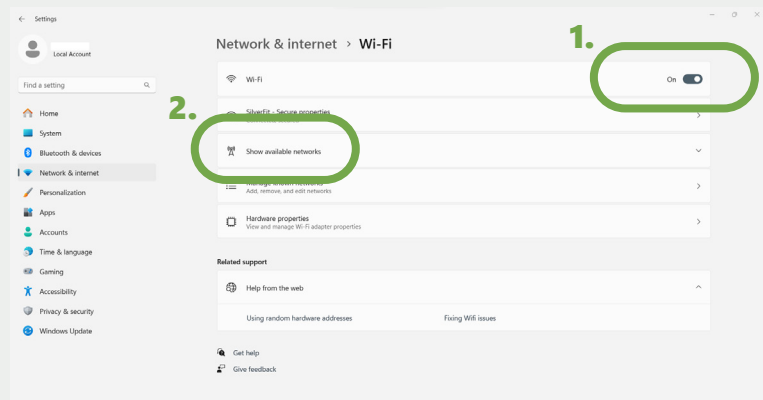 Settings
Local Account
Find a setting
Home
System
Bluetooth & devices
Network & internet
Personalization
Apps
Accounts
Time & language
Gaming
Accessibility
Privacy & security
Windows Update
Network & internet > Wi-Fi
1.
Wi-Fi
On
2.
SilverFit - Secure properties
Show available networks
Manage known networks
Add, remove, and edit networks
Hardware properties
View and manage Wi-Fi adapter properties
Related support
Help from the web
Using random hardware addresses
Fixing Wifi issues
Get help
Give feedback